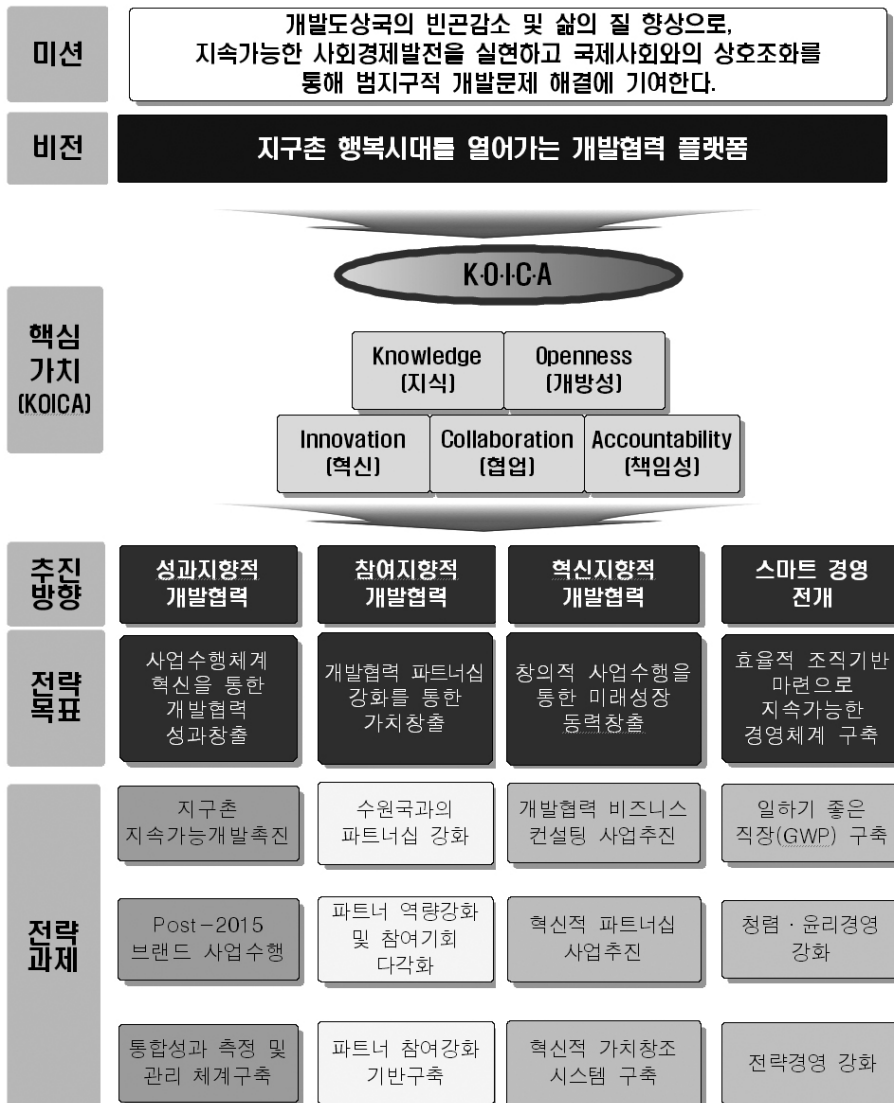 미션
개발도상국의 빈곤감소 및 삶의 질 향상으로,
지속가능한 사회경제발전을 실현하고 국제사회와의 상호조화를
통해 범지구적 개발문제 해결에 기여한다.
비전
지구촌 행복시대를 열어가는 개발협력 플랫폼
핵심
가치
(KOICA)
K·O·I·C·A
Knowledge
(지식)
Openness
(개방성)
Innovation
(혁신)
Collaboration
(협업)
Accountability
(책임성)
추진
방향
성과지향적
개발협력
참여지향적
개발협력
혁신지향적
개발협력
스마트 경영
전개
전략
목표
사업수행체계
혁신을 통한
개발협력
성과창출
개발협력 파트너십
강화를 통한
가치창출
창의적 사업수행을
통한 미래성장
동력창출
효율적 조직기반
마련으로
지속가능한
경영체계 구축
전략
과제
지구촌
지속가능개발촉진
수원국과의
파트너십 강화
개발협력 비즈니스
컨설팅 사업추진
일하기 좋은
직장(GWP) 구축
Post-2015
브랜드 사업수행
파트너 역량강화
및 참여기회
다각화
혁신적 파트너십
사업추진
청렴·윤리경영
강화
통합성과 측정 및
관리 체계구축
파트너 참여강화
기반구축
혁신적 가치창조
시스템 구축
전략경영 강화